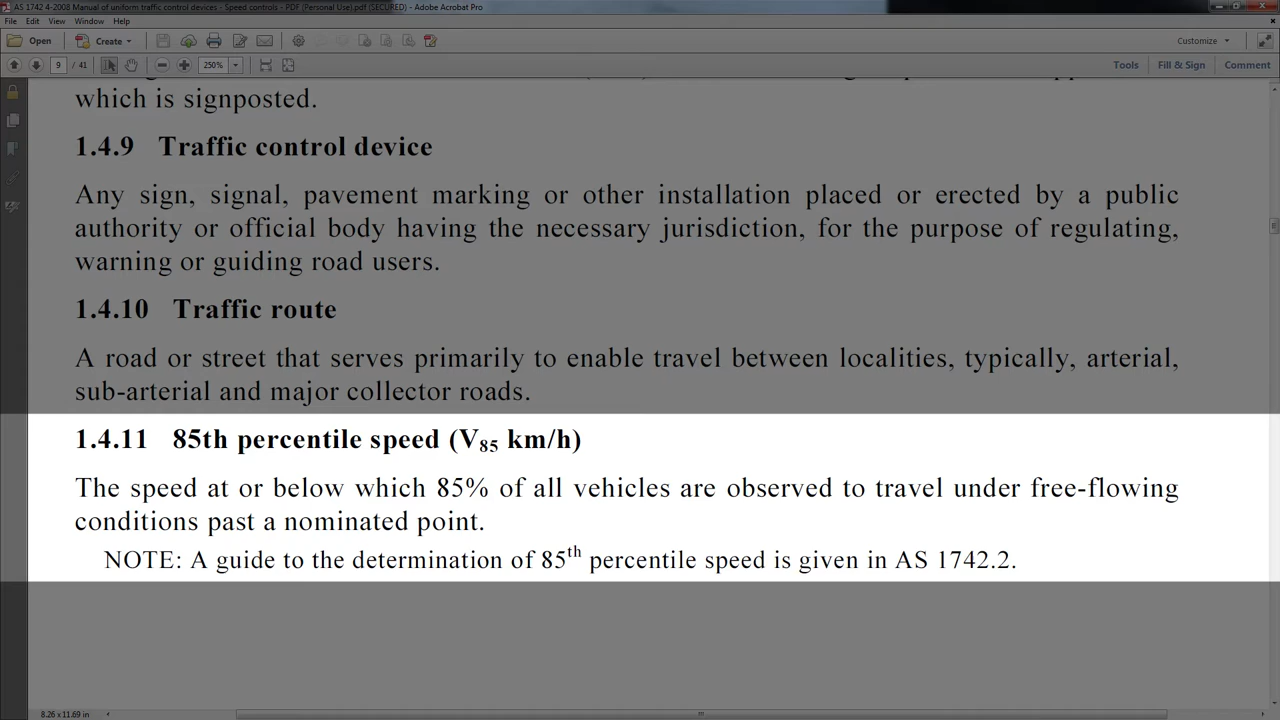 AS 1742 4-2008 Manual of uniform traffic control devices - Speed controls - PDF (Personal Use).pdf (SECURED) - Adobe Acrobat Pro
File Edit View Window Help
Open Create Customize
9 / 41 250% Tools Fill & Sign Comment
which is signposted.
1.4.9 Traffic control device
Any sign, signal, pavement marking or other installation placed or erected by a public
authority or official body having the necessary jurisdiction, for the purpose of regulating,
warning or guiding road users.
1.4.10 Traffic route
A road or street that serves primarily to enable travel between localities, typically, arterial,
sub-arterial and major collector roads.
1.4.11 85th percentile speed (V85 km/h)
The speed at or below which 85% of all vehicles are observed to travel under free-flowing
conditions past a nominated point.
NOTE: A guide to the determination of 85th percentile speed is given in AS 1742.2.
8.26 x 11.69 in